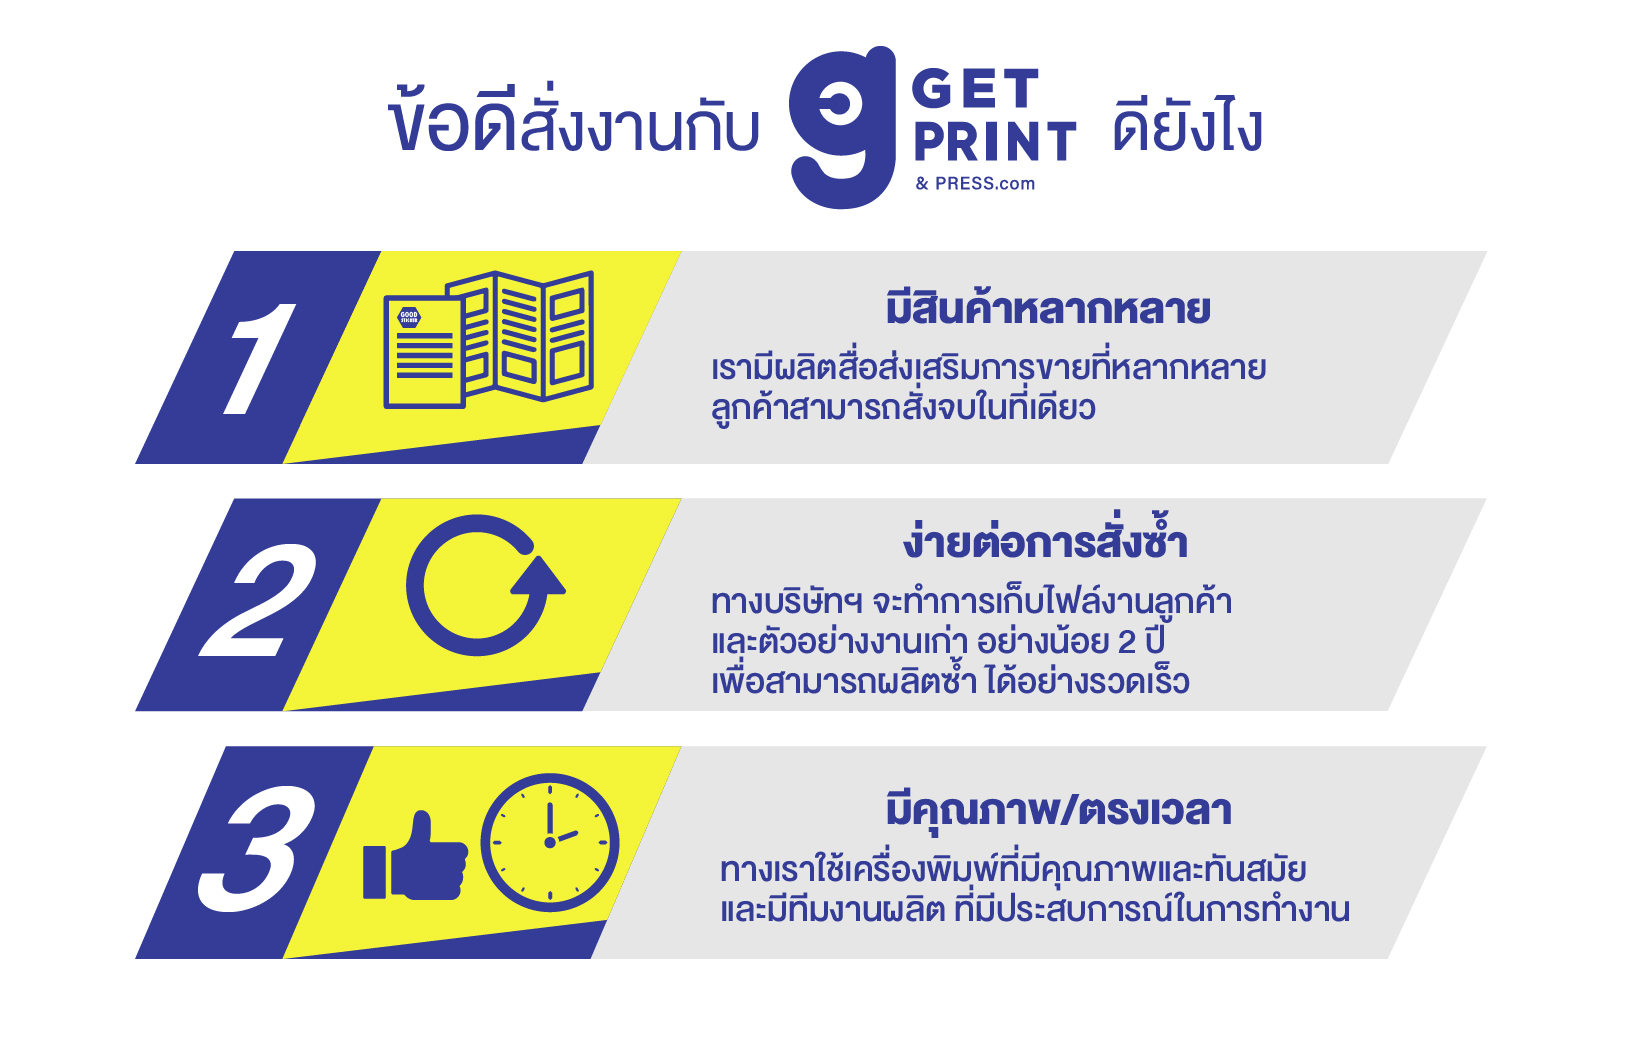 ข้อดีสั่งงานกับ
GET
PRINT
& PRESS.com
ดียังไง
1
GOOD
STICKER
มีสินค้าหลากหลาย
เรามีผลิตสื่อส่งเสริมการขายที่หลากหลาย
ลูกค้าสามารถสั่งจบในที่เดียว
2
ง่ายต่อการสั่งซ้ำ
ทางบริษัทฯ จะทำการเก็บไฟล์งานลูกค้า
และตัวอย่างงานเก่า อย่างน้อย 2 ปี
เพื่อสามารถผลิตซ้ำ ได้อย่างรวดเร็ว
3
มีคุณภาพ/ตรงเวลา
ทางเราใช้เครื่องพิมพ์ที่มีคุณภาพและทันสมัย
และมีทีมงานผลิต ที่มีประสบการณ์ในการทำงาน